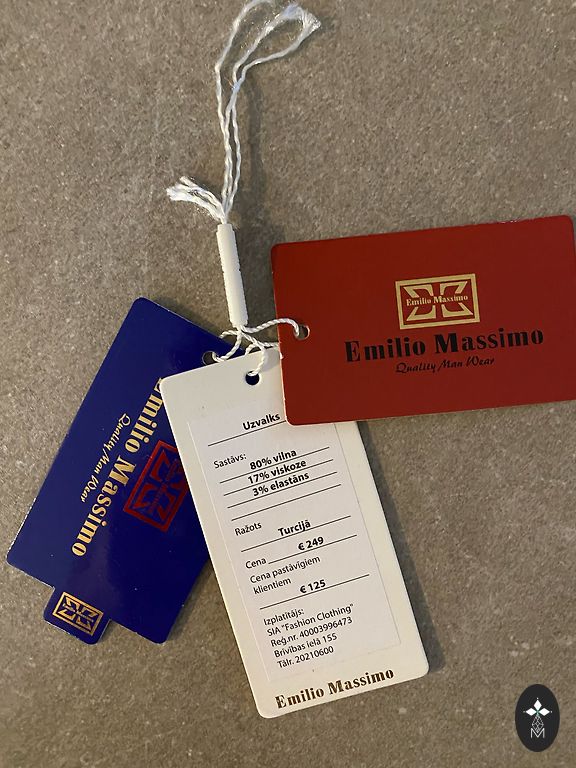 Emilio Massimo
Emilio Massimo
Quality Man Wear
Emilio Massimo
Quality Man Wear
Uzvalks
Sastāvs:
80% vilna
17% viskoze
3% elastāns
Ražots Turcijā
Cena € 249
Cena pastāvīgiem
klientiem € 125
Izplatītājs:
SIA "Fashion Clothing"
Reģ.nr. 40003996473
Brīvības ielā 155
Tālr. 20210600
Emilio Massimo
M